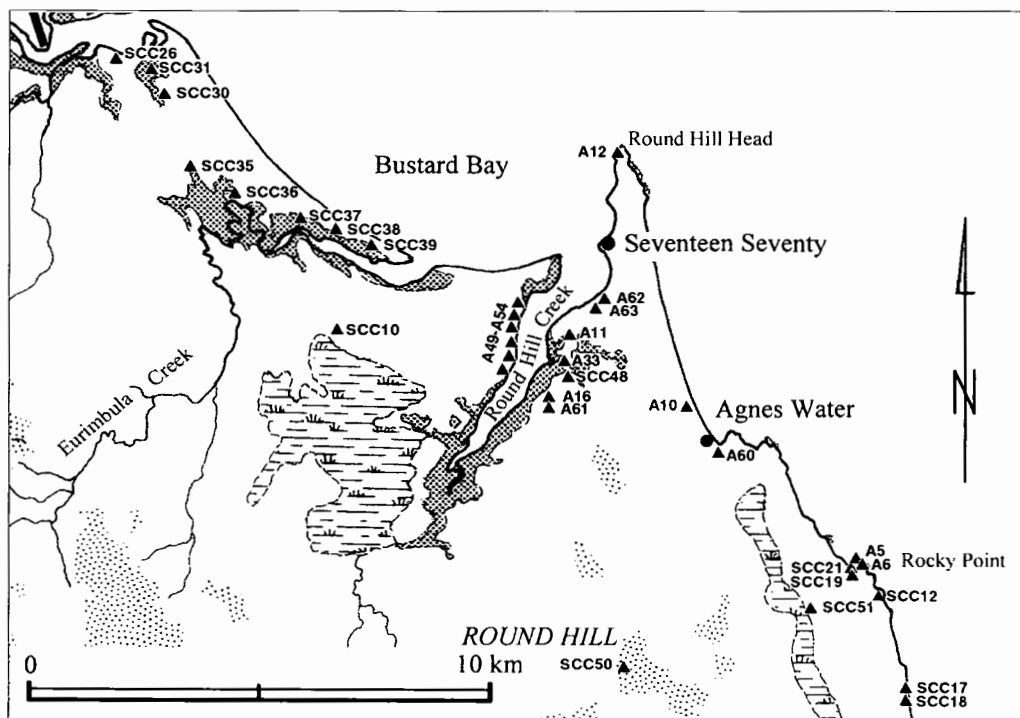 SCC26
SCC31
SCC30
Round Hill Head
A12
SCC35
Bustard Bay
SCC36
SCC37
SCC38
SCC39
Seventeen Seventy
A62
A63
A49-A54
Round Hill Creek
SCC10
A11
A33
SCC48
A16
A61
Eurimbula Creek
N
A10
Agnes Water
A60
A5
Rocky Point
SCC21
A6
SCC19
SCC12
SCC51
ROUND HILL
0
10 km
SCC50
SCC17
SCC18